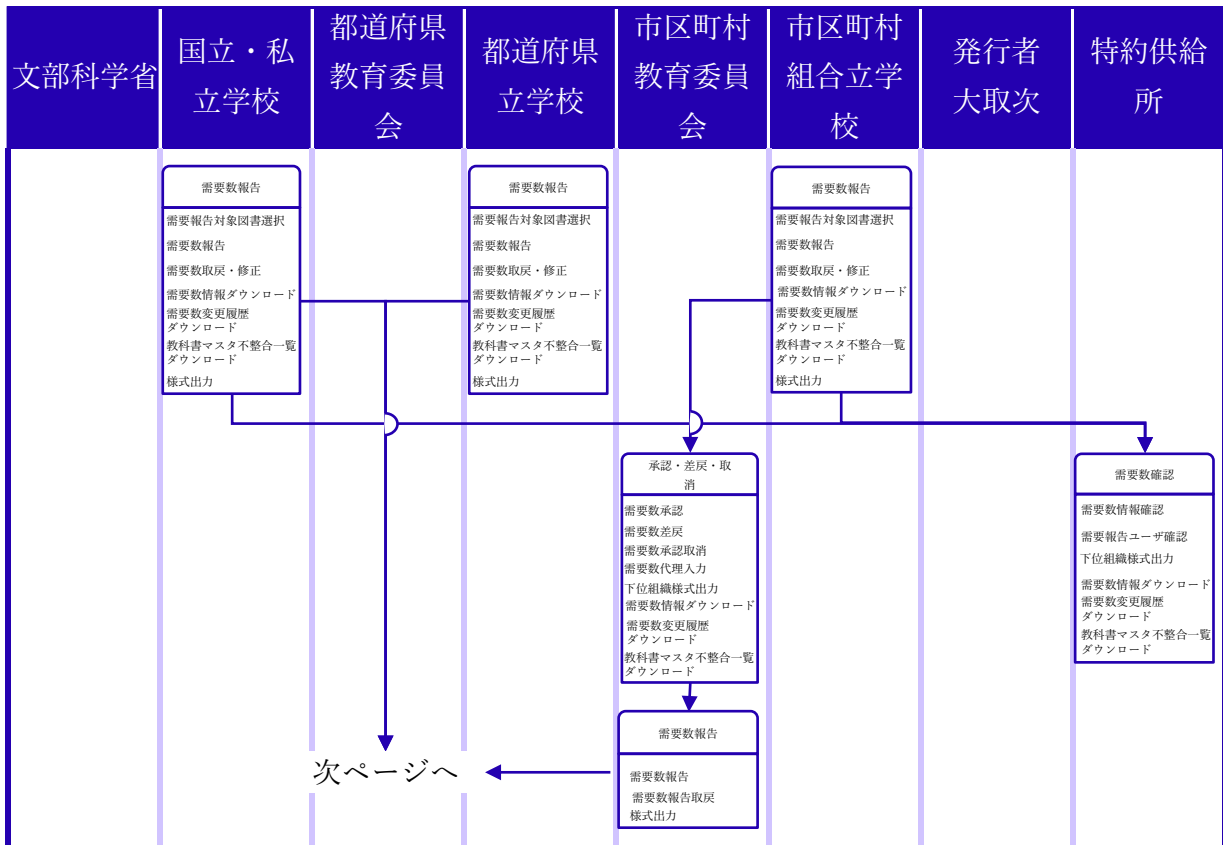 文部科学省
国立・私
立学校
都道府県
教育委員
会
都道府県
立学校
市区町村
教育委員
会
市区町村
組合立学
校
発行者
大取次
特約供給
所
需要数報告
需要報告対象図書選択
需要数報告
需要数取戻・修正
需要数情報ダウンロード
需要数変更履歴
ダウンロード
教科書マスタ不整合一覧
ダウンロード
様式出力
需要数報告
需要報告対象図書選択
需要数報告
需要数取戻・修正
需要数情報ダウンロード
需要数変更履歴
ダウンロード
教科書マスタ不整合一覧
ダウンロード
様式出力
需要数報告
需要報告対象図書選択
需要数報告
需要数取戻・修正
需要数情報ダウンロード
需要数変更履歴
ダウンロード
教科書マスタ不整合一覧
ダウンロード
様式出力
承認・差戻・取
消
需要数承認
需要数差戻
需要数承認取消
需要数代理入力
下位組織様式出力
需要数情報ダウンロード
需要数変更履歴
ダウンロード
教科書マスタ不整合一覧
ダウンロード
需要数確認
需要数情報確認
需要報告ユーザ確認
下位組織様式出力
需要数情報ダウンロード
需要数変更履歴
ダウンロード
教科書マスタ不整合一覧
ダウンロード
需要数報告
需要数報告
需要数報告取戻
様式出力
次ページへ